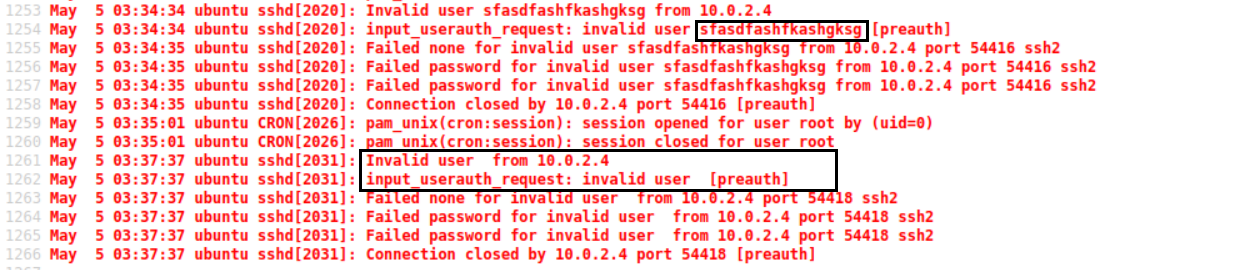 1253 May  5 03:34:34 ubuntu sshd[2020]: Invalid user sfasdfashfkashgksg from 10.0.2.4
1254 May  5 03:34:34 ubuntu sshd[2020]: input_userauth_request: invalid user sfasdfashfkashgksg [preauth]
1255 May  5 03:34:35 ubuntu sshd[2020]: Failed none for invalid user sfasdfashfkashgksg from 10.0.2.4 port 54416 ssh2
1256 May  5 03:34:35 ubuntu sshd[2020]: Failed password for invalid user sfasdfashfkashgksg from 10.0.2.4 port 54416 ssh2
1257 May  5 03:34:35 ubuntu sshd[2020]: Failed password for invalid user sfasdfashfkashgksg from 10.0.2.4 port 54416 ssh2
1258 May  5 03:34:35 ubuntu sshd[2020]: Connection closed by 10.0.2.4 port 54416 [preauth]
1259 May  5 03:35:01 ubuntu CRON[2026]: pam_unix(cron:session): session opened for user root by (uid=0)
1260 May  5 03:35:01 ubuntu CRON[2026]: pam_unix(cron:session): session closed for user root
1261 May  5 03:37:37 ubuntu sshd[2031]: Invalid user  from 10.0.2.4
1262 May  5 03:37:37 ubuntu sshd[2031]: input_userauth_request: invalid user  [preauth]
1263 May  5 03:37:37 ubuntu sshd[2031]: Failed none for invalid user  from 10.0.2.4 port 54418 ssh2
1264 May  5 03:37:37 ubuntu sshd[2031]: Failed password for invalid user  from 10.0.2.4 port 54418 ssh2
1265 May  5 03:37:37 ubuntu sshd[2031]: Failed password for invalid user  from 10.0.2.4 port 54418 ssh2
1266 May  5 03:37:37 ubuntu sshd[2031]: Connection closed by 10.0.2.4 port 54418 [preauth]